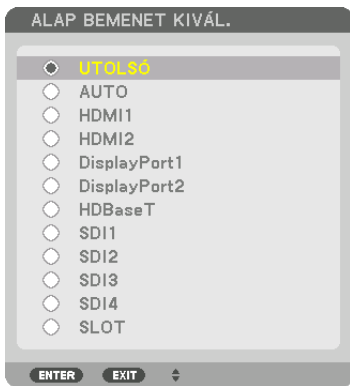 ALAP BEMENET KIVÁL.
UTOLSÓ
AUTO
HDMI1
HDMI2
DisplayPort1
DisplayPort2
HDBaseT
SDI1
SDI2
SDI3
SDI4
SLOT
ENTER EXIT